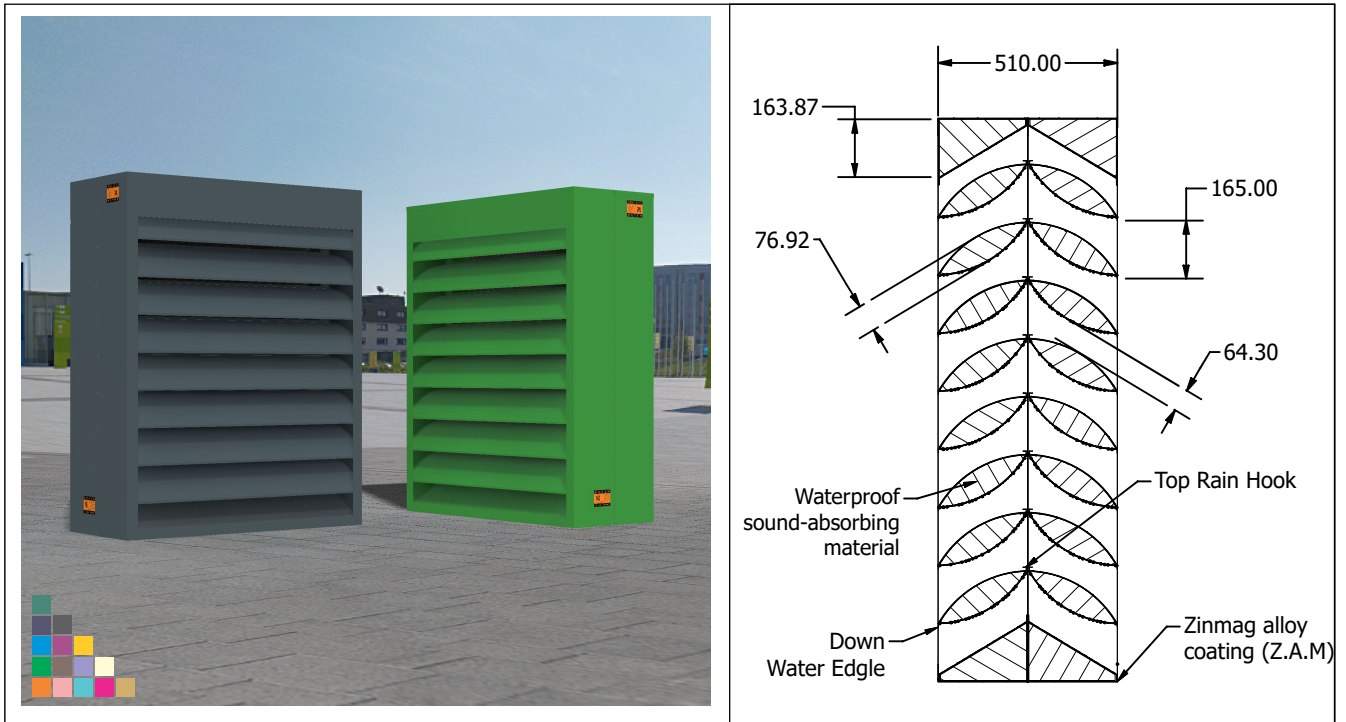 510.00
163.87
165.00
76.92
64.30
Top Rain Hook
Waterproof
sound-absorbing
material
Down
Water Edgle
Zinmag alloy
coating (Z.A.M)